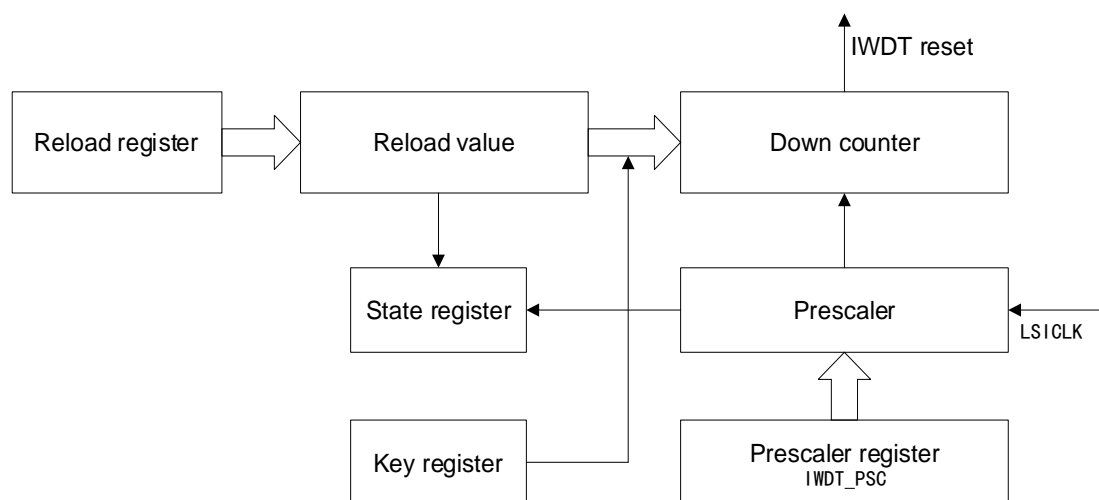 IWDT reset
Reload register
Reload value
Down counter
State register
Prescaler
LSICLK
Key register
Prescaler register
IWDT_PSC